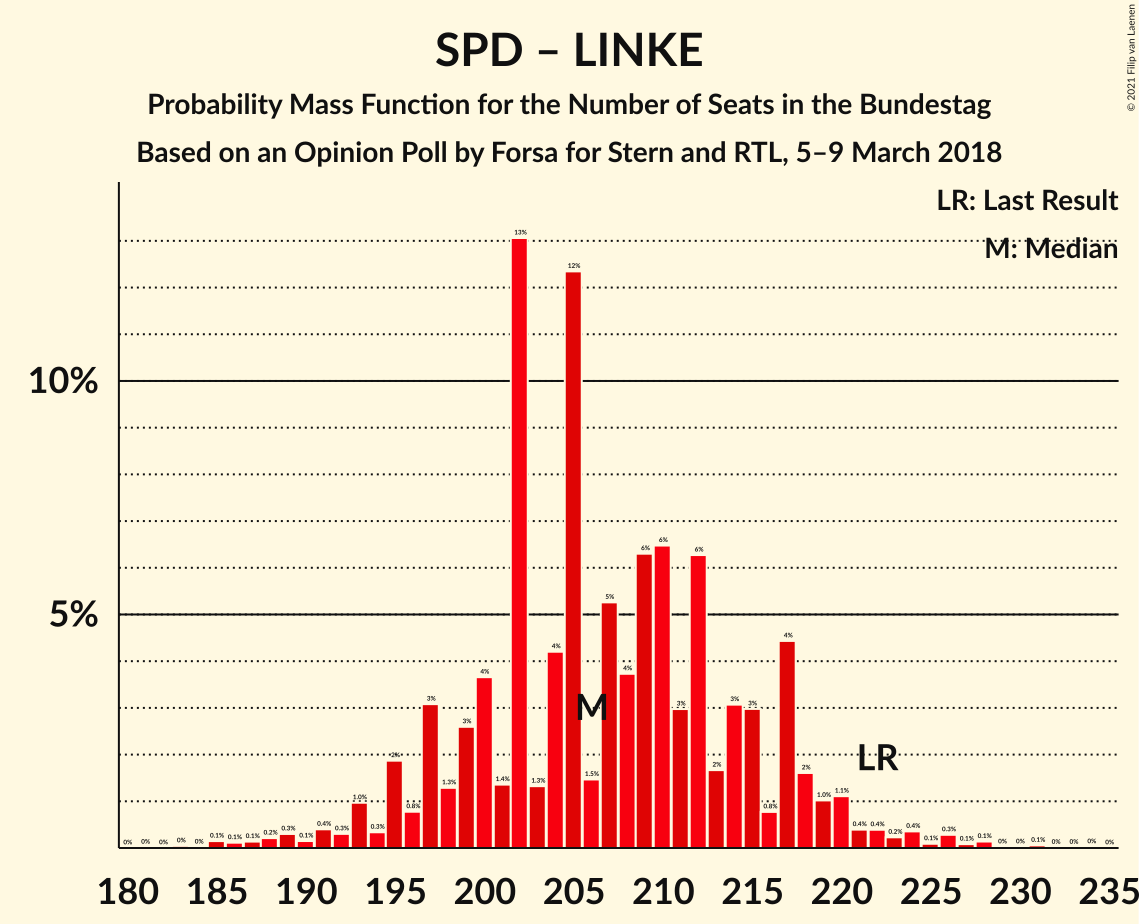 SPD – LINKE
Probability Mass Function for the Number of Seats in the Bundestag
Based on an Opinion Poll by Forsa for Stern and RTL, 5–9 March 2018
© 2021 Filip van Laenen
LR: Last Result
M: Median
10%
5%
0% 0% 0% 0% 0% 0.1% 0.1% 0.1% 0.2% 0.3% 0.1% 0.4% 0.3% 1.0% 0.3% 2% 0.8% 3% 1.3% 3% 4% 1.4% 13% 1.3% 4% 12% 1.5% 5% 4% 6% 6% 3% 6% 2% 3% 3% 0.8% 4% 2% 1.0% 1.1% 0.4% 0.4% 0.2% 0.4% 0.1% 0.3% 0.1% 0.1% 0% 0% 0.1% 0% 0% 0% 0%
M
LR
180 185 190 195 200 205 210 215 220 225 230 235